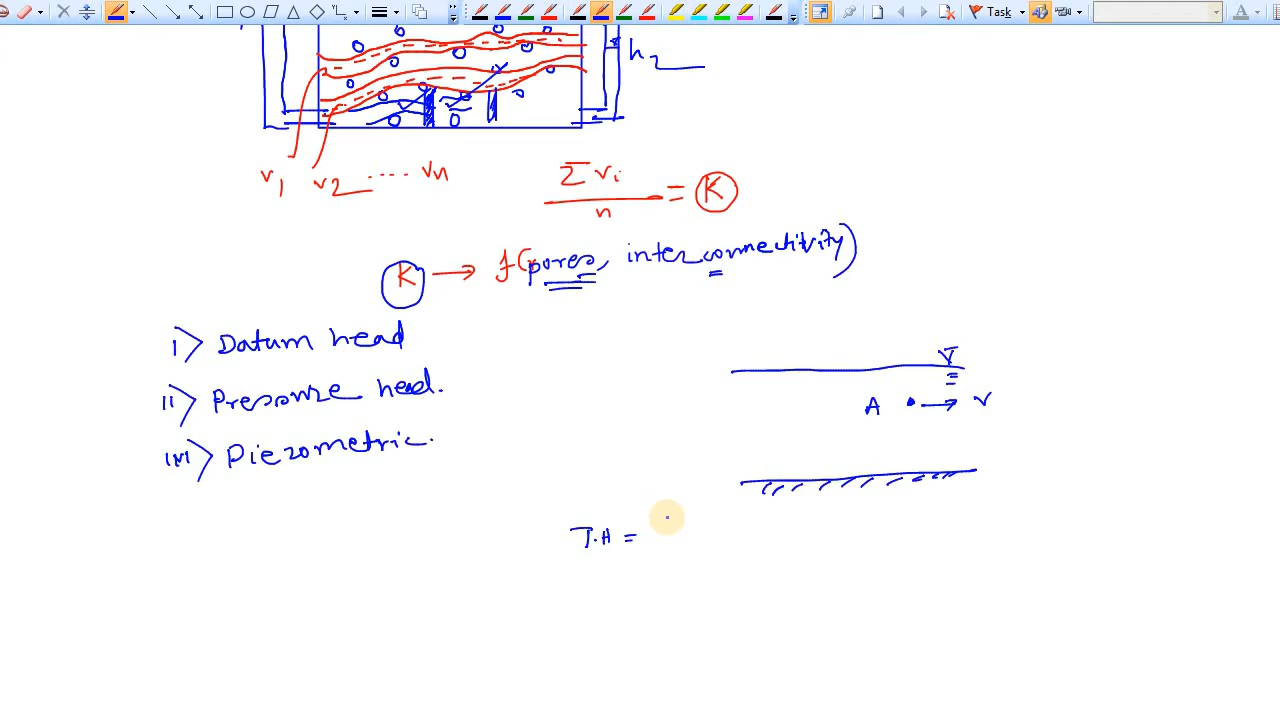 Task
h2
v1 v2 .... vn
Σvi
n
= K
K → f(pores, interconnectivity)
i> Datum head
ii> Pressure head.
iii> Piezometric.
A → v
T.H =